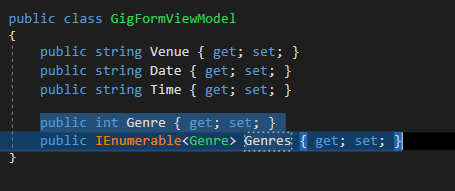 public class GigFormViewModel
{
public string Venue { get; set; }
public string Date { get; set; }
public string Time { get; set; }
public int Genre { get; set; }
public IEnumerable<Genre> Genres { get; set; }
}